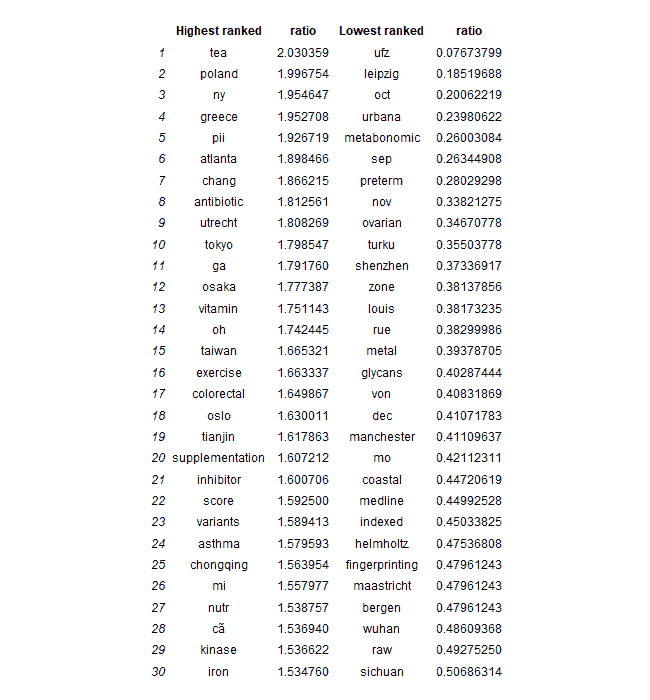 Highest ranked ratio Lowest ranked ratio
1 tea 2.030359 ufz 0.07673799
2 poland 1.996754 leipzig 0.18519688
3 ny 1.954647 oct 0.20062219
4 greece 1.952708 urbana 0.23980622
5 pii 1.926719 metabonomic 0.26003084
6 atlanta 1.898466 sep 0.26344908
7 chang 1.866215 preterm 0.28029298
8 antibiotic 1.812561 nov 0.33821275
9 utrecht 1.808269 ovarian 0.34670778
10 tokyo 1.798547 turku 0.35503778
11 ga 1.791760 shenzhen 0.37336917
12 osaka 1.777387 zone 0.38137856
13 vitamin 1.751143 louis 0.38173235
14 oh 1.742445 rue 0.38299986
15 taiwan 1.665321 metal 0.39378705
16 exercise 1.663337 glycans 0.40287444
17 colorectal 1.649867 von 0.40831869
18 oslo 1.630011 dec 0.41071783
19 tianjin 1.617863 manchester 0.41109637
20 supplementation 1.607212 mo 0.42112311
21 inhibitor 1.600706 coastal 0.44720619
22 score 1.592500 medline 0.44992528
23 variants 1.589413 indexed 0.45033825
24 asthma 1.579593 helmholtz 0.47536808
25 chongqing 1.563954 fingerprinting 0.47961243
26 mi 1.557977 maastricht 0.47961243
27 nutr 1.538757 bergen 0.47961243
28 cã 1.536940 wuhan 0.48609368
29 kinase 1.536622 raw 0.49275250
30 iron 1.534760 sichuan 0.50686314